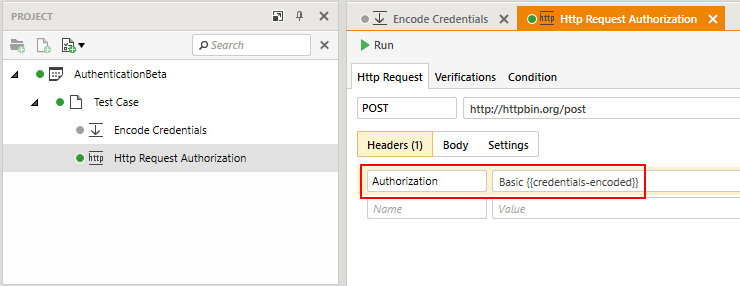 PROJECT
Search
AuthenticationBeta
Test Case
Encode Credentials
http Http Request Authorization
Encode Credentials
http Http Request Authorization
Run
Http Request Verifications Condition
POST http://httpbin.org/post
Headers (1) Body Settings
Authorization Basic {{credentials-encoded}}
Name Value